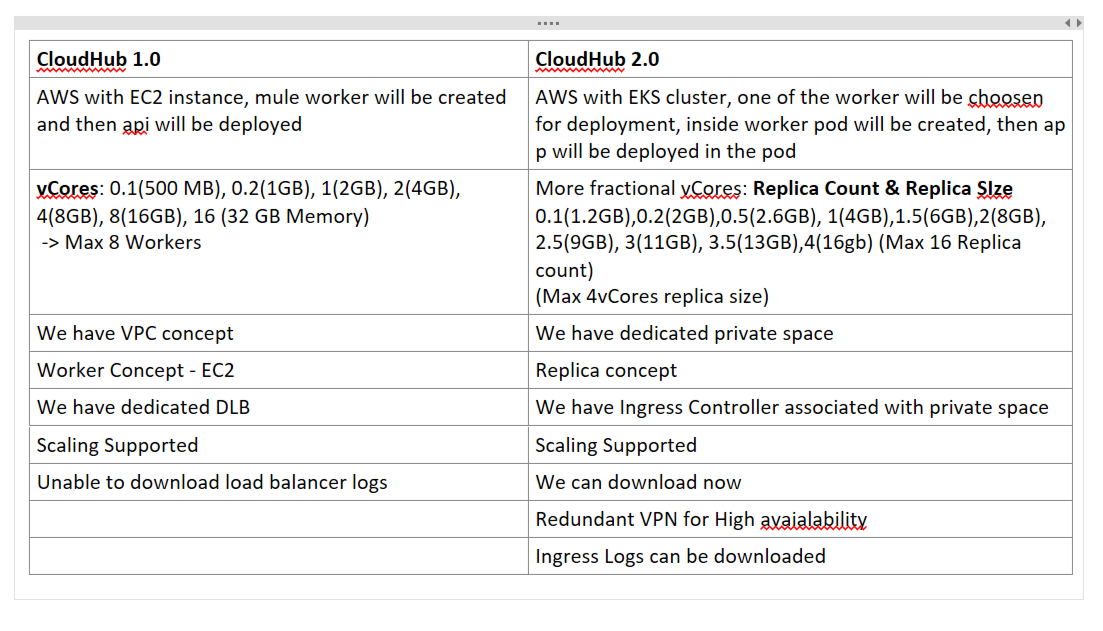 CloudHub 1.0
CloudHub 2.0
AWS with EC2 instance, mule worker will be created
and then api will be deployed
AWS with EKS cluster, one of the worker will be choosen
for deployment, inside worker pod will be created, then ap
p will be deployed in the pod
vCores: 0.1(500 MB), 0.2(1GB), 1(2GB), 2(4GB),
4(8GB), 8(16GB), 16 (32 GB Memory)
-> Max 8 Workers
More fractional vCores: Replica Count & Replica SIze
0.1(1.2GB),0.2(2GB),0.5(2.6GB), 1(4GB),1.5(6GB),2(8GB),
2.5(9GB), 3(11GB), 3.5(13GB),4(16gb) (Max 16 Replica
count)
(Max 4vCores replica size)
We have VPC concept
We have dedicated private space
Worker Concept - EC2
Replica concept
We have dedicated DLB
We have Ingress Controller associated with private space
Scaling Supported
Scaling Supported
Unable to download load balancer logs
We can download now
Redundant VPN for High avaialability
Ingress Logs can be downloaded